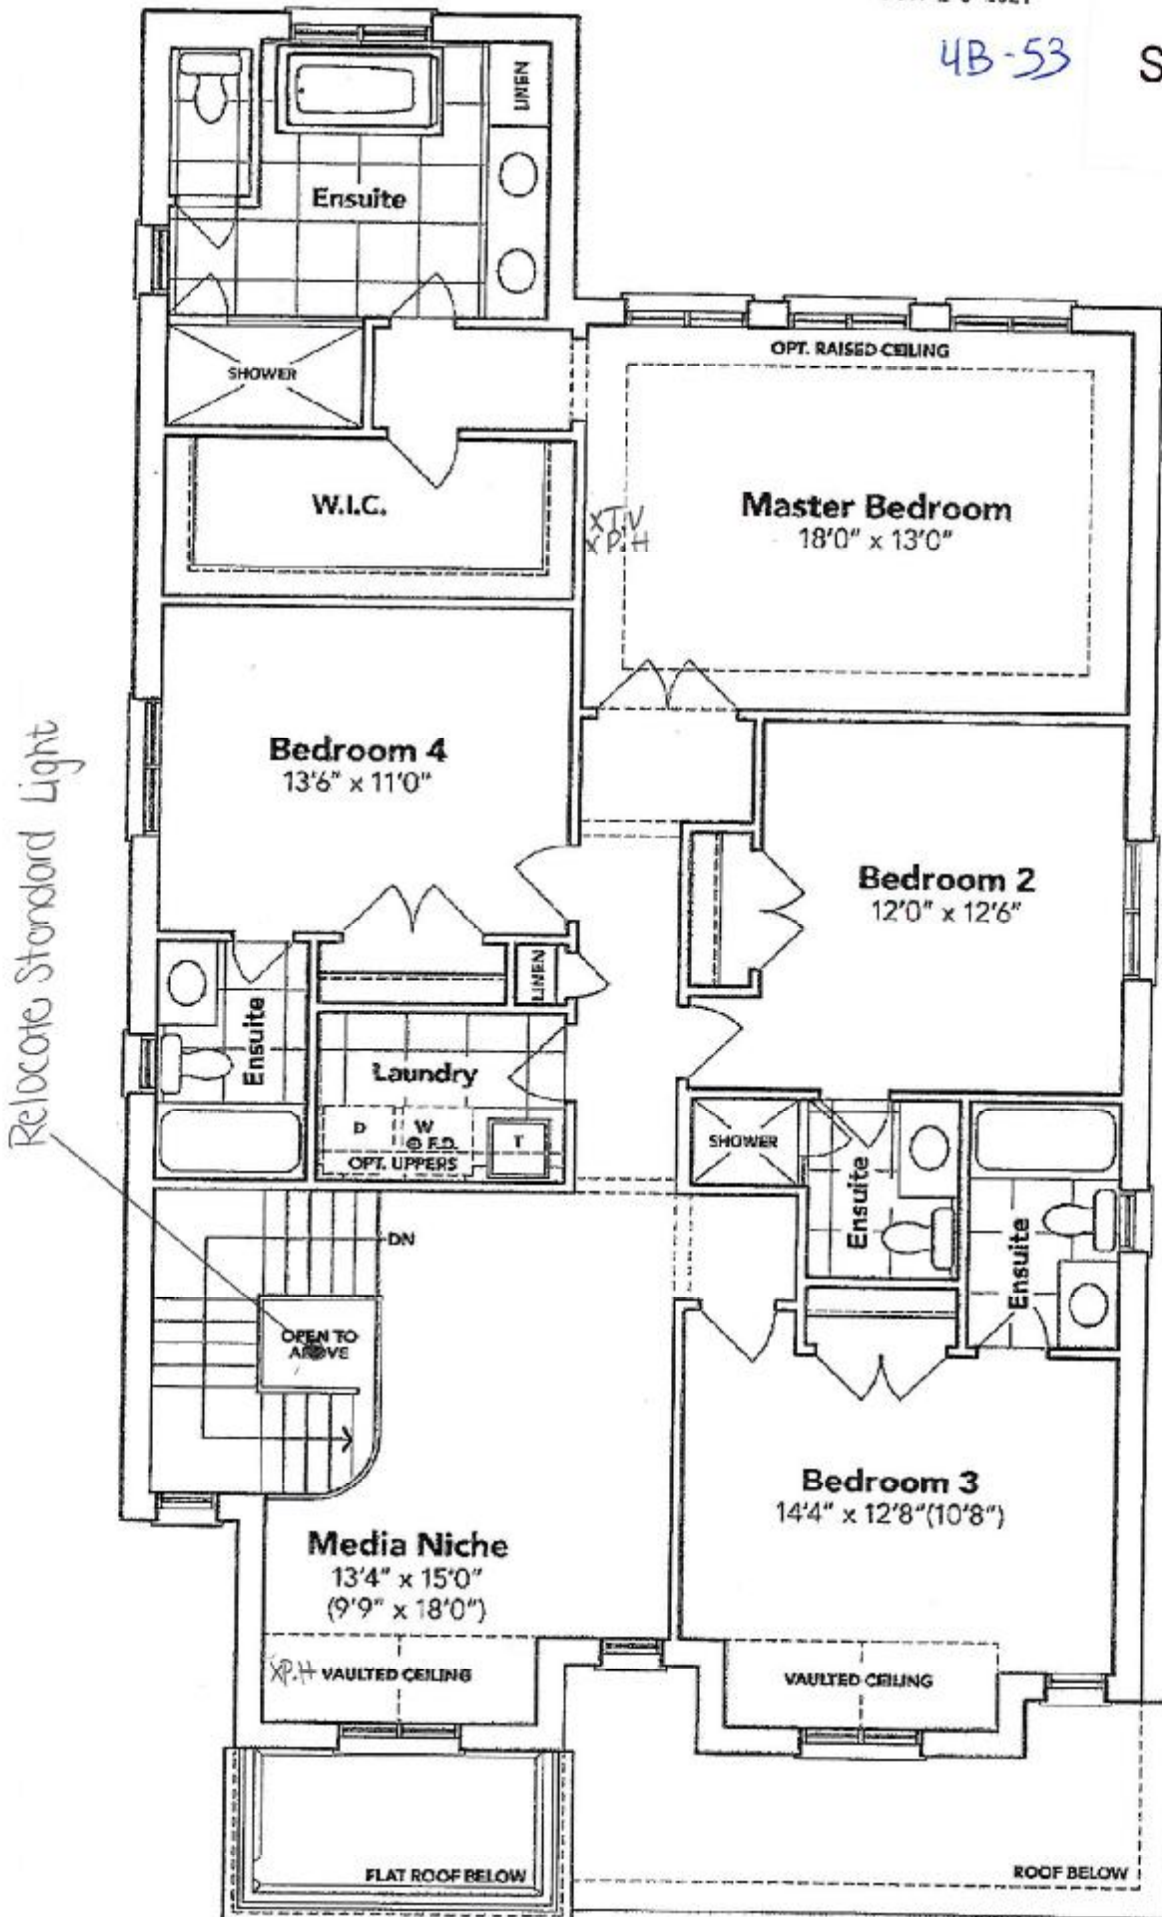 4B-53
S
LINEN
Ensuite
SHOWER
OPT. RAISED CEILING
W.I.C.
xT.V
xP.H
Master Bedroom
18'0" x 13'0"
Bedroom 4
13'6" x 11'0"
Relocate Standard Light
Bedroom 2
12'0" x 12'6"
LINEN
Ensuite
Laundry
D
W
F.D.
T
OPT. UPPERS
SHOWER
Ensuite
Ensuite
DN
OPEN TO
ABOVE
Bedroom 3
14'4" x 12'8"(10'8")
Media Niche
13'4" x 15'0"
(9'9" x 18'0")
xP.H
VAULTED CEILING
VAULTED CEILING
FLAT ROOF BELOW
ROOF BELOW